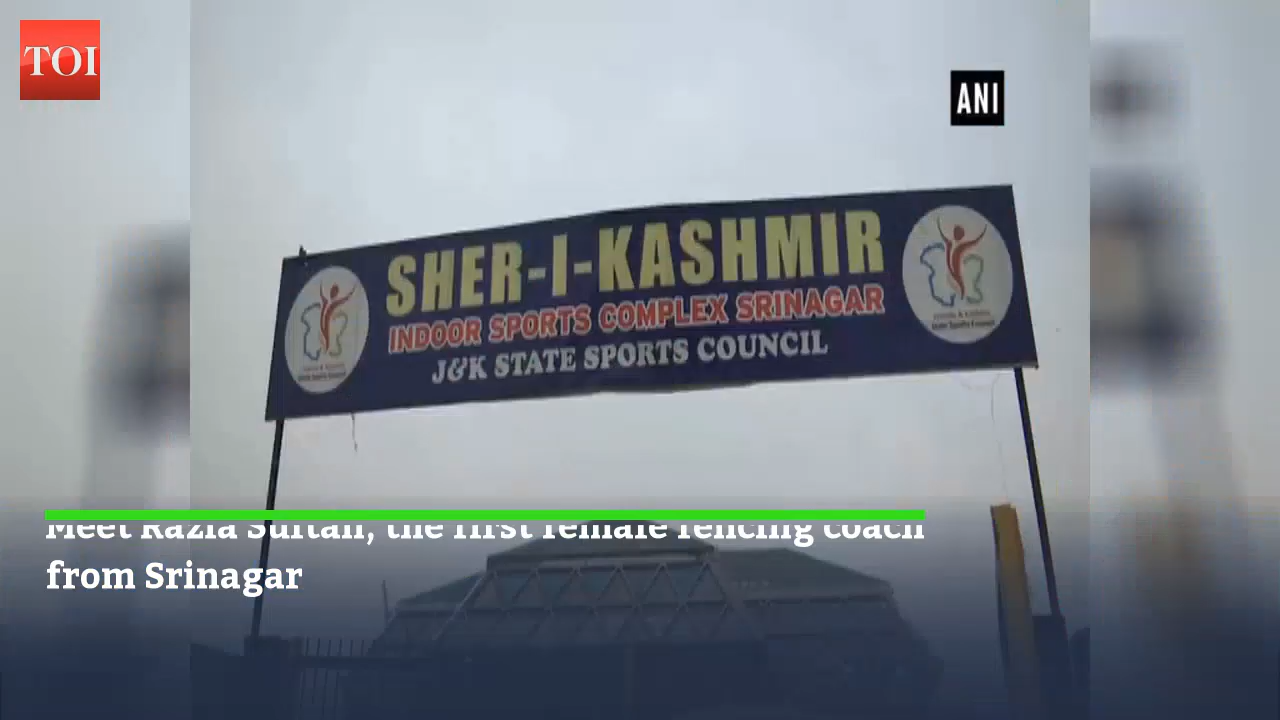 TOI
ANI
SHER-I-KASHMIR
INDOOR SPORTS COMPLEX SRINAGAR
J&K STATE SPORTS COUNCIL
Meet Razia Sultan, the first female fencing coach
from Srinagar